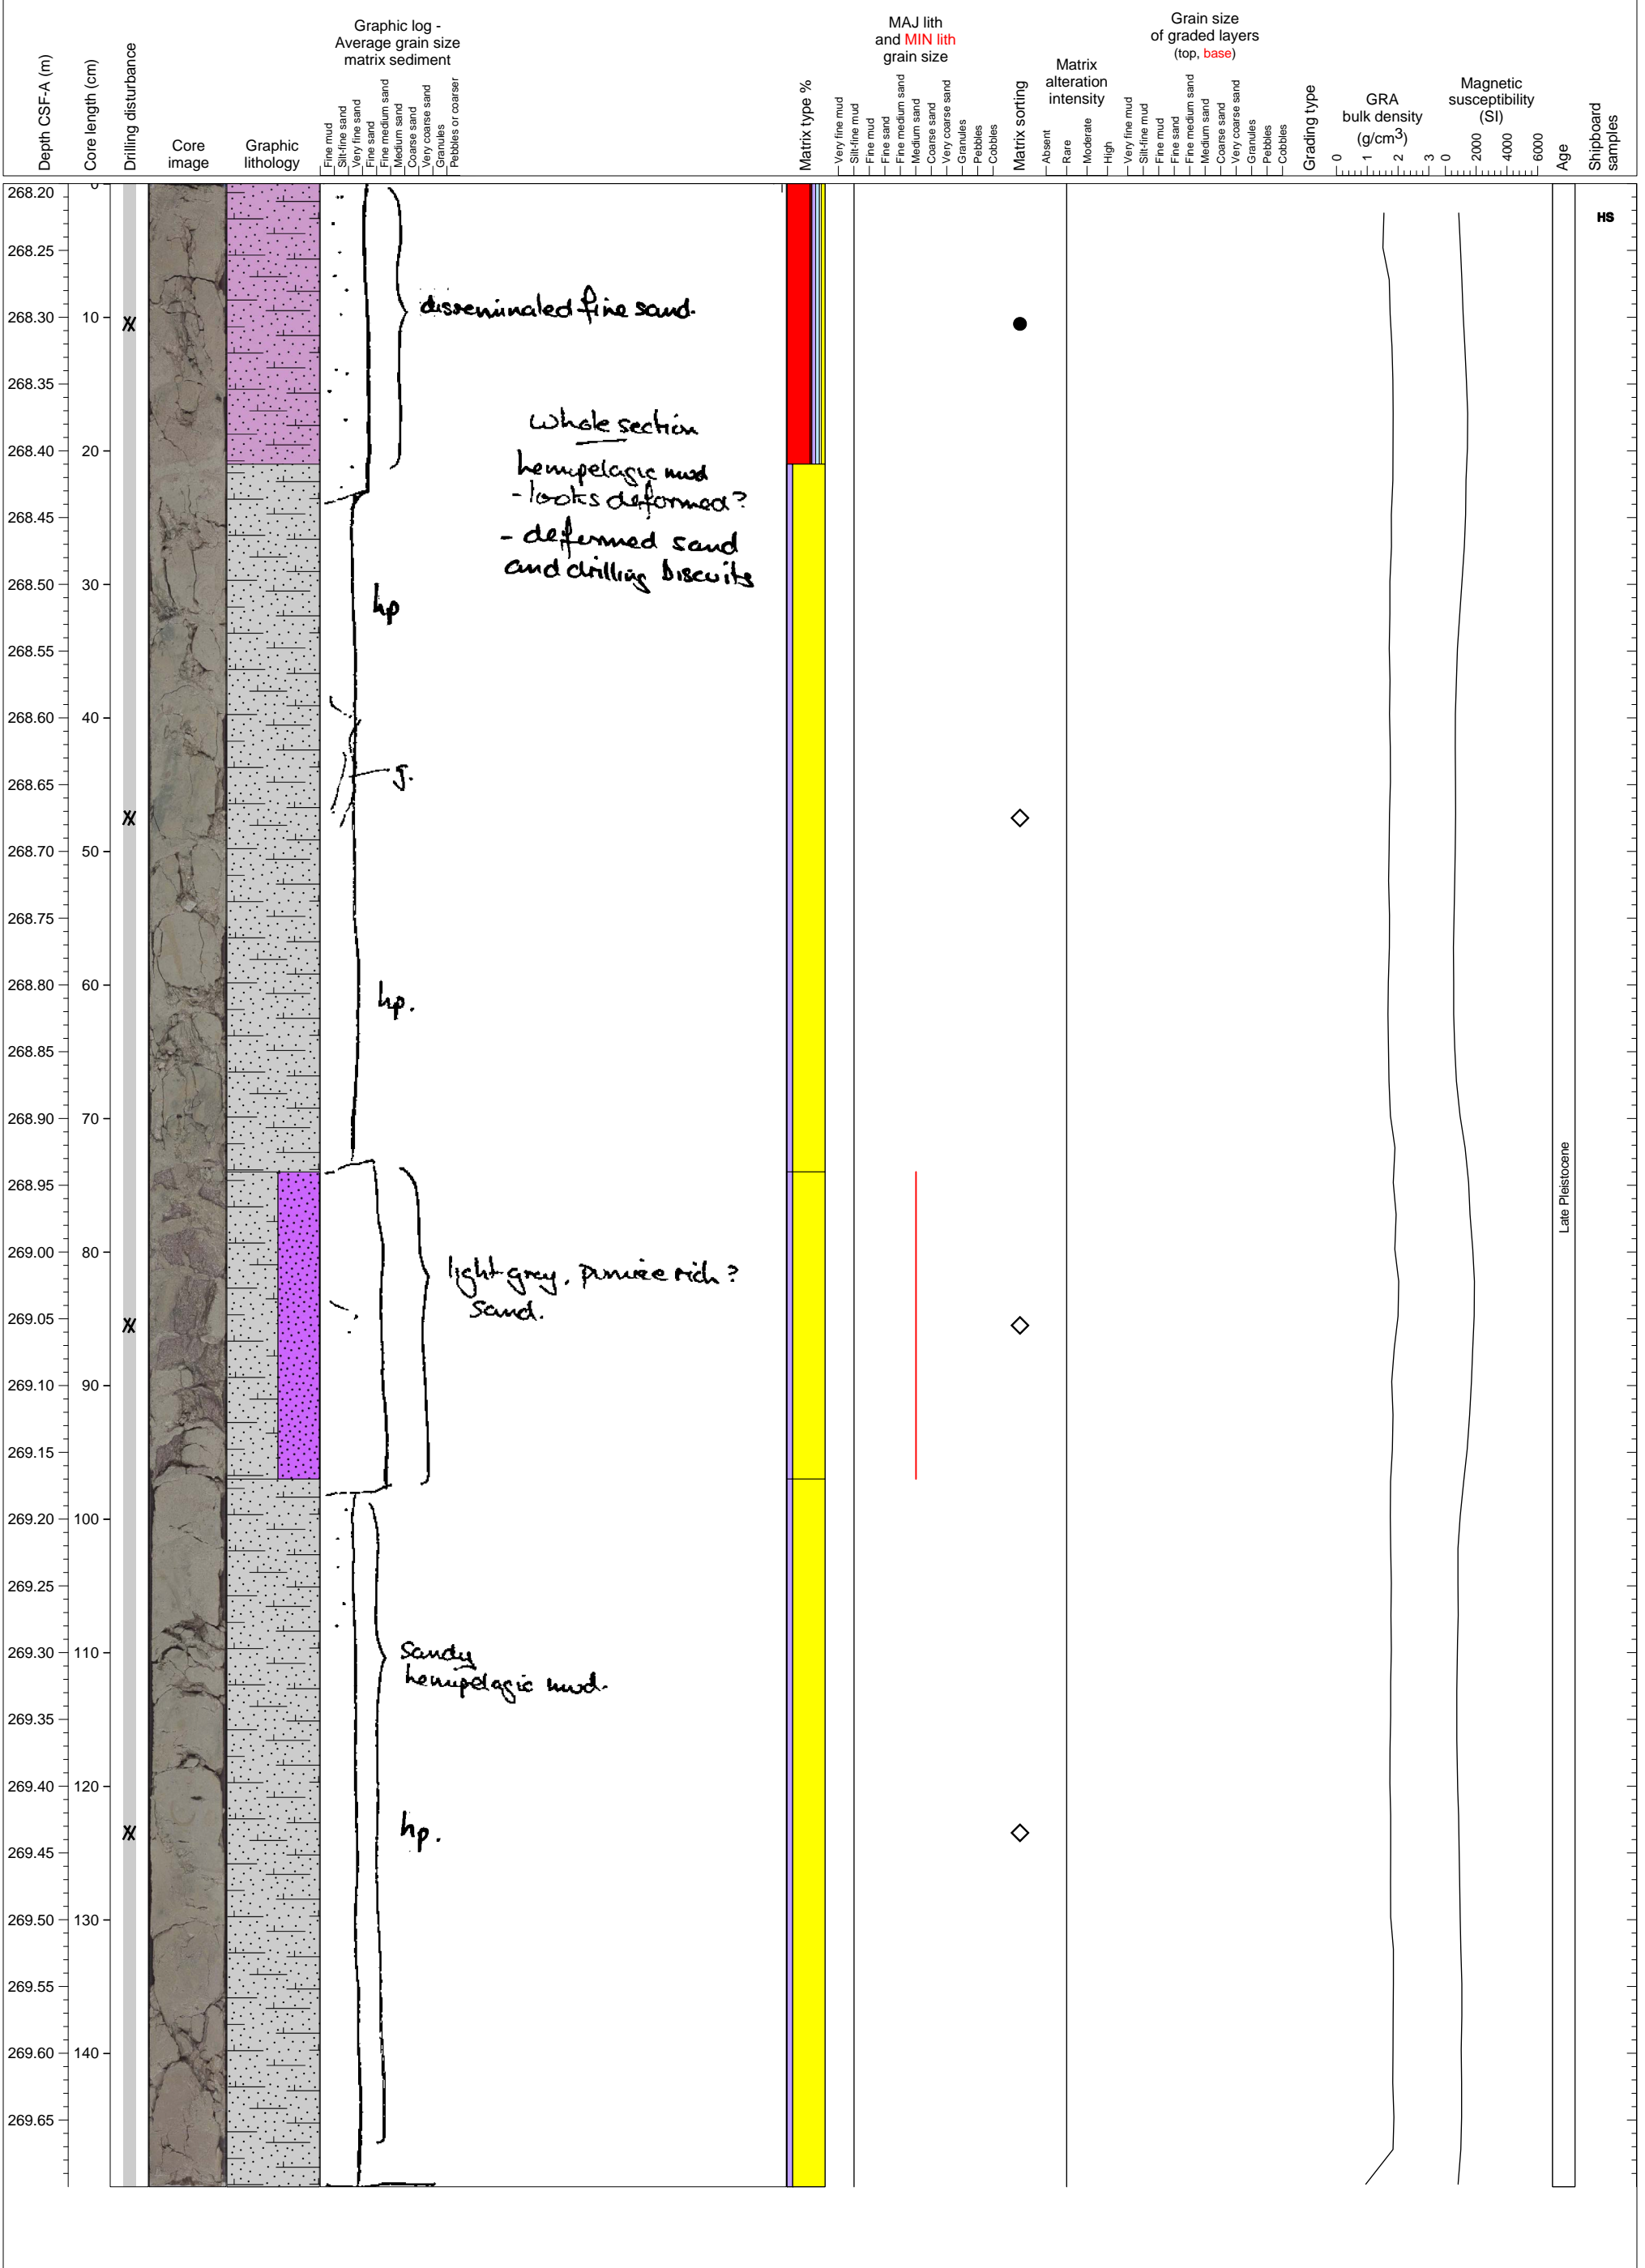 Depth CSF-A (m)
Core length (cm)
Drilling disturbance
Core
image
Graphic
lithology
Graphic log -
Average grain size
matrix sediment
Fine mud
Silt-fine sand
Very fine sand
Fine sand
Fine medium sand
Medium sand
Coarse sand
Very coarse sand
Granules
Pebbles or coarser
Matrix type %
MAJ lith
and MIN lith
grain size
Very fine mud
Silt-fine mud
Fine mud
Fine sand
Fine medium sand
Medium sand
Coarse sand
Very coarse sand
Granules
Pebbles
Cobbles
Matrix sorting
Matrix
alteration
intensity
Absent
Rare
Moderate
High
Grain size
of graded layers
(top, base)
Very fine mud
Silt-fine mud
Fine mud
Fine sand
Fine medium sand
Medium sand
Coarse sand
Very coarse sand
Granules
Pebbles
Cobbles
Grading type
GRA
bulk density
(g/cm3)
0 1 2 3
Magnetic
susceptibility
(SI)
0 2000 4000 6000
Age
Shipboard
samples
268.20 0
HS
268.25
268.30 10
disseminated fine sand.
268.35
whole section
268.40 20
hemipelagic mud
- looks deformed?
268.45
- deformed sand
and drilling biscuits
268.50 30
hp
268.55
268.60 40
g.
268.65
268.70 50
268.75
268.80 60
hp.
268.85
268.90 70
268.95
Late Pleistocene
269.00 80
light grey, pumice rich?
sand.
269.05
269.10 90
269.15
269.20 100
269.25
269.30 110
Sandy
hemipelagic mud.
269.35
269.40 120
hp.
269.45
269.50 130
269.55
269.60 140
269.65